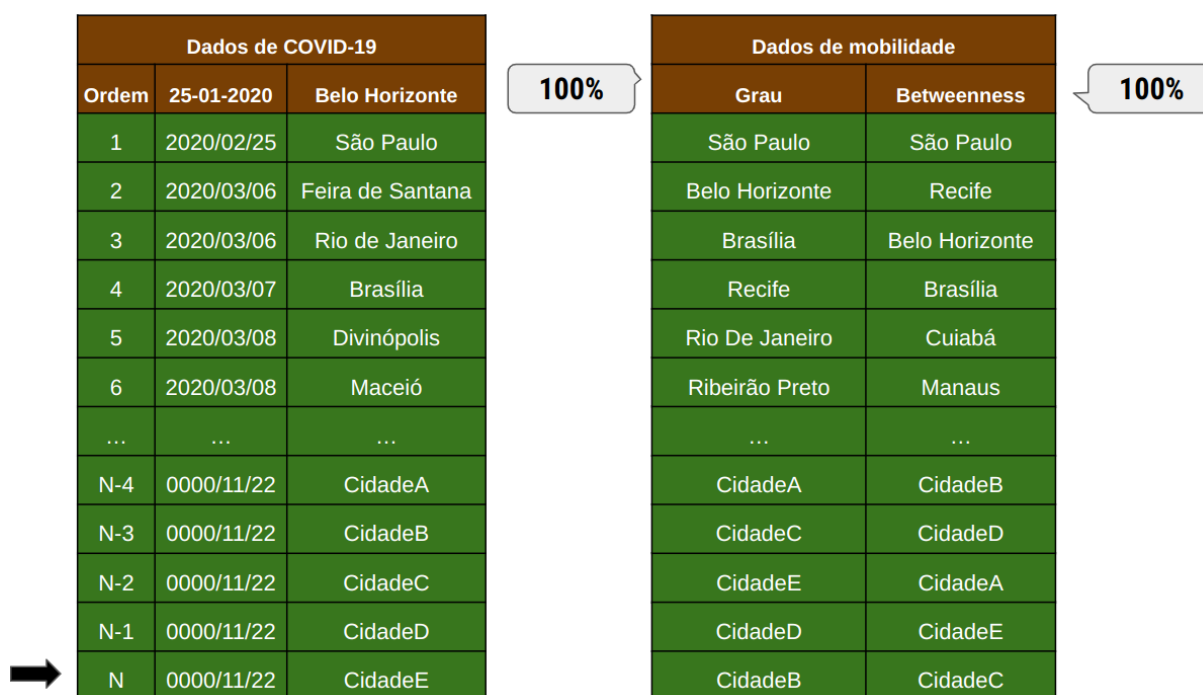 Dados de COVID-19
Dados de mobilidade
Ordem 25-01-2020 Belo Horizonte 100% Grau Betweenness 100%
1 2020/02/25 São Paulo São Paulo São Paulo
2 2020/03/06 Feira de Santana Belo Horizonte Recife
3 2020/03/06 Rio de Janeiro Brasília Belo Horizonte
4 2020/03/07 Brasília Recife Brasília
5 2020/03/08 Divinópolis Rio De Janeiro Cuiabá
6 2020/03/08 Maceió Ribeirão Preto Manaus
... ... ... ... ...
N-4 0000/11/22 CidadeA CidadeA CidadeB
N-3 0000/11/22 CidadeB CidadeC CidadeD
N-2 0000/11/22 CidadeC CidadeE CidadeA
N-1 0000/11/22 CidadeD CidadeD CidadeE
N 0000/11/22 CidadeE CidadeB CidadeC